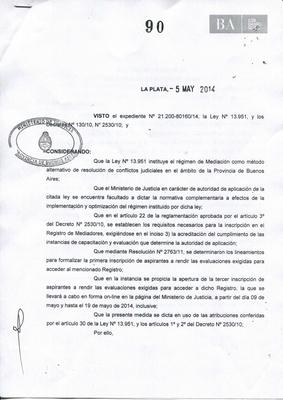 90
BA
LA PLATA, - 5 MAY 2014
VISTO el expediente Nº 21.200-80160/14, la Ley Nº 13.951, y los
Nº 130/10, Nº 2530/10; y
CONSIDERANDO:
Que la Ley Nº 13.951 instituye el régimen de Mediación como método
alternativo de resolución de conflictos judiciales en el ámbito de la Provincia de Buenos
Aires;
Que el Ministerio de Justicia en carácter de autoridad de aplicación de la
citada ley se encuentra facultado a dictar la normativa complementaria a efectos de la
implementación y optimización del régimen instituido por dicha ley;
Que en el artículo 22 de la reglamentación aprobada por el artículo 3º
del Decreto Nº 2530/10, se establecen los requisitos necesarios para la inscripción en el
Registro de Mediadores, exigiéndose en el inciso 3) la acreditación del cumplimiento de las
instancias de capacitación y evaluación que determine la autoridad de aplicación;
Que mediante Resolución Nº 2763/11, se determinaron los lineamientos
para formalizar la primera inscripción de aspirantes a rendir las evaluaciones exigidas para
acceder al mencionado Registro;
Que en la instancia se propicia la apertura de la tercer inscripción de
aspirantes a rendir las evaluaciones exigidas para acceder a dicho Registro, la que se
llevará a cabo en forma on-line en la página del Ministerio de Justicia, a partir del día 09 de
mayo y hasta el 19 de mayo de 2014, inclusive;
Que la presente medida se dicta en uso de las atribuciones conferidas
por el artículo 30 de la Ley Nº 13.951, y los artículos 1º y 2º del Decreto Nº 2530/10;
Por ello,